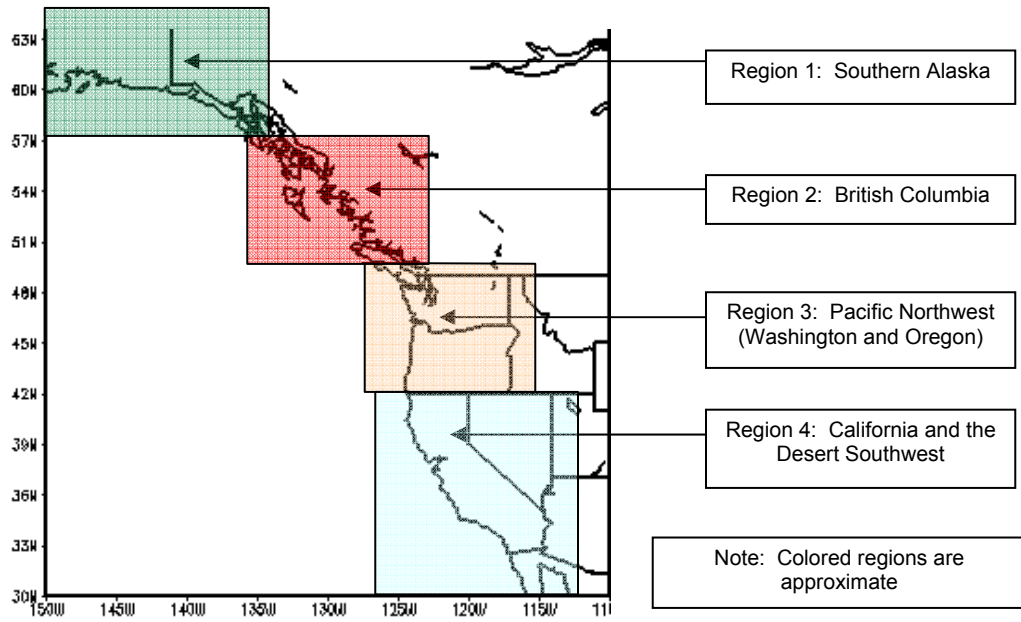 63N
60N
57N
54N
51N
48N
45N
42N
39N
36N
33N
30N
150W 145W 140W 135W 130W 125W 120W 115W 110
Region 1: Southern Alaska
Region 2: British Columbia
Region 3: Pacific Northwest
(Washington and Oregon)
Region 4: California and the
Desert Southwest
Note: Colored regions are
approximate